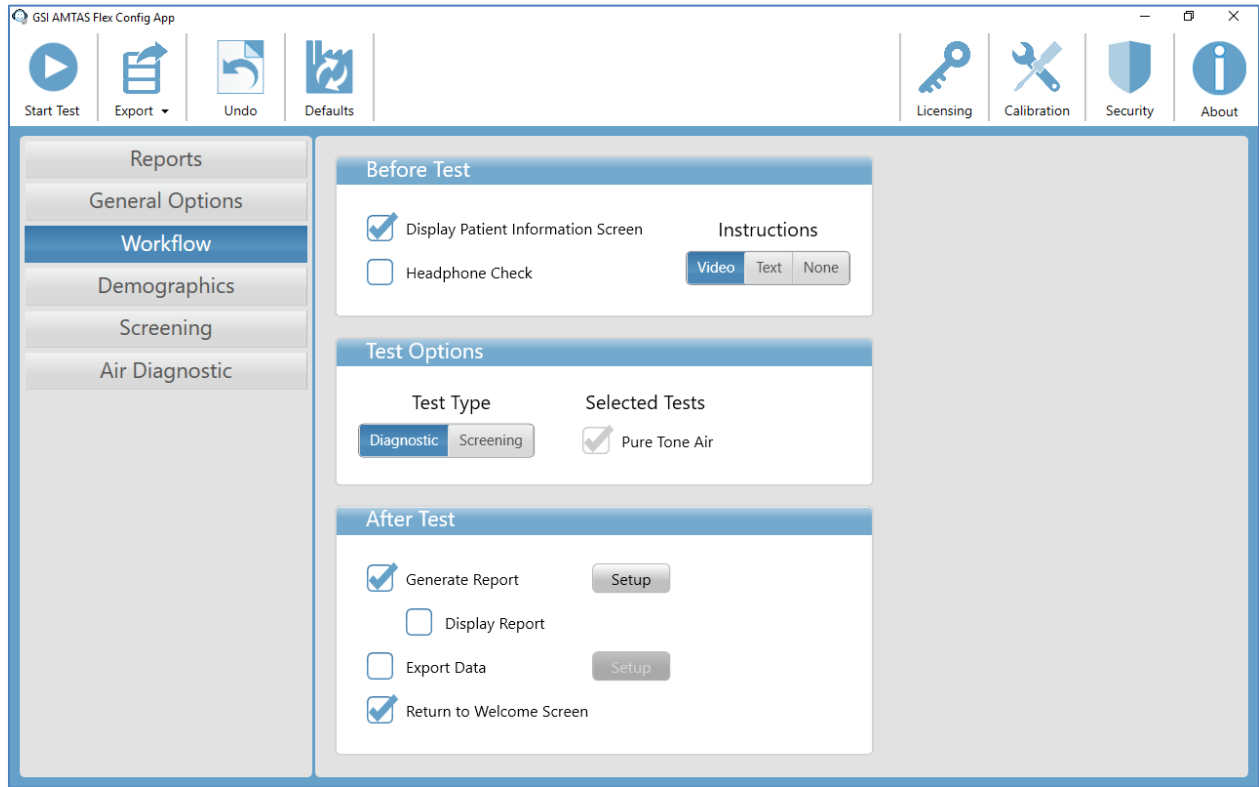 GSI AMTAS Flex Config App
Start Test
Export
Undo
Defaults
Licensing
Calibration
Security
About
Reports
General Options
Workflow
Demographics
Screening
Air Diagnostic
Before Test
Display Patient Information Screen
Headphone Check
Instructions
Video Text None
Test Options
Test Type
Diagnostic Screening
Selected Tests
Pure Tone Air
After Test
Generate Report Setup
Display Report
Export Data Setup
Return to Welcome Screen